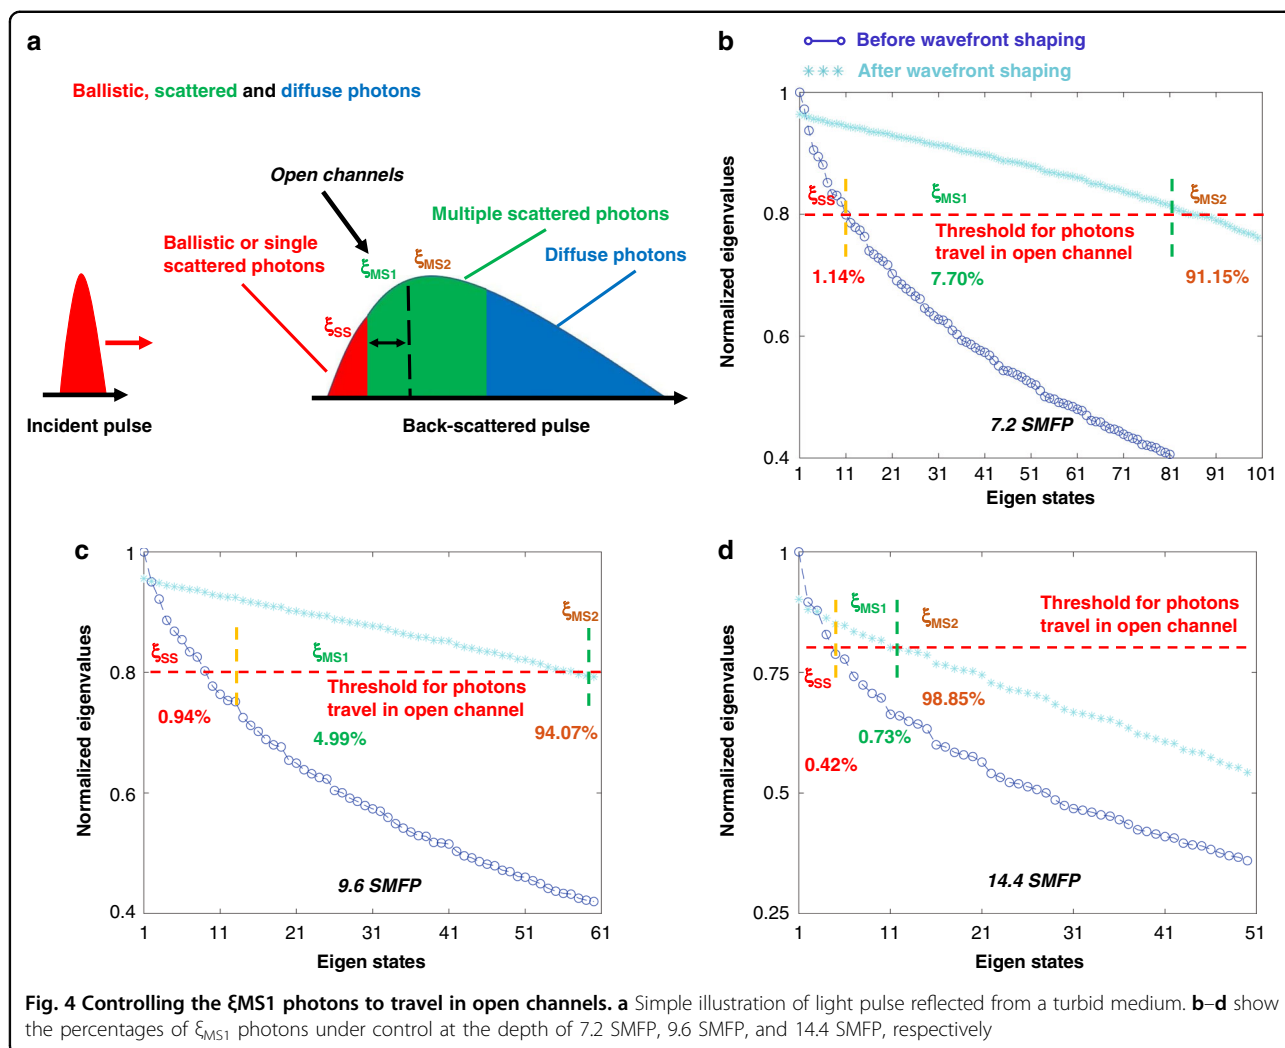 a
Ballistic, scattered and diffuse photons
Open channels
Multiple scattered photons
Ballistic or single
scattered photons
ξMS1
ξMS2
Diffuse photons
ξSS
Incident pulse
Back-scattered pulse
b
Before wavefront shaping
After wavefront shaping
Normalized eigenvalues
1
0.8
0.6
0.4
ξSS
ξMS1
ξMS2
Threshold for photons
travel in open channel
1.14%
7.70%
91.15%
7.2 SMFP
1 11 21 31 41 51 61 71 81 91 101
Eigen states
c
Normalized eigenvalues
1
0.8
0.6
0.4
ξSS
ξMS1
ξMS2
Threshold for photons
travel in open channel
0.94%
4.99%
94.07%
9.6 SMFP
1 11 21 31 41 51 61
Eigen states
d
Normalized eigenvalues
1
0.75
0.5
0.25
ξMS1
ξMS2
Threshold for photons
travel in open channel
ξSS
98.85%
0.73%
0.42%
14.4 SMFP
1 11 21 31 41 51
Eigen states
Fig. 4 Controlling the ξMS1 photons to travel in open channels. a Simple illustration of light pulse reflected from a turbid medium. b–d show
the percentages of ξMS1 photons under control at the depth of 7.2 SMFP, 9.6 SMFP, and 14.4 SMFP, respectively